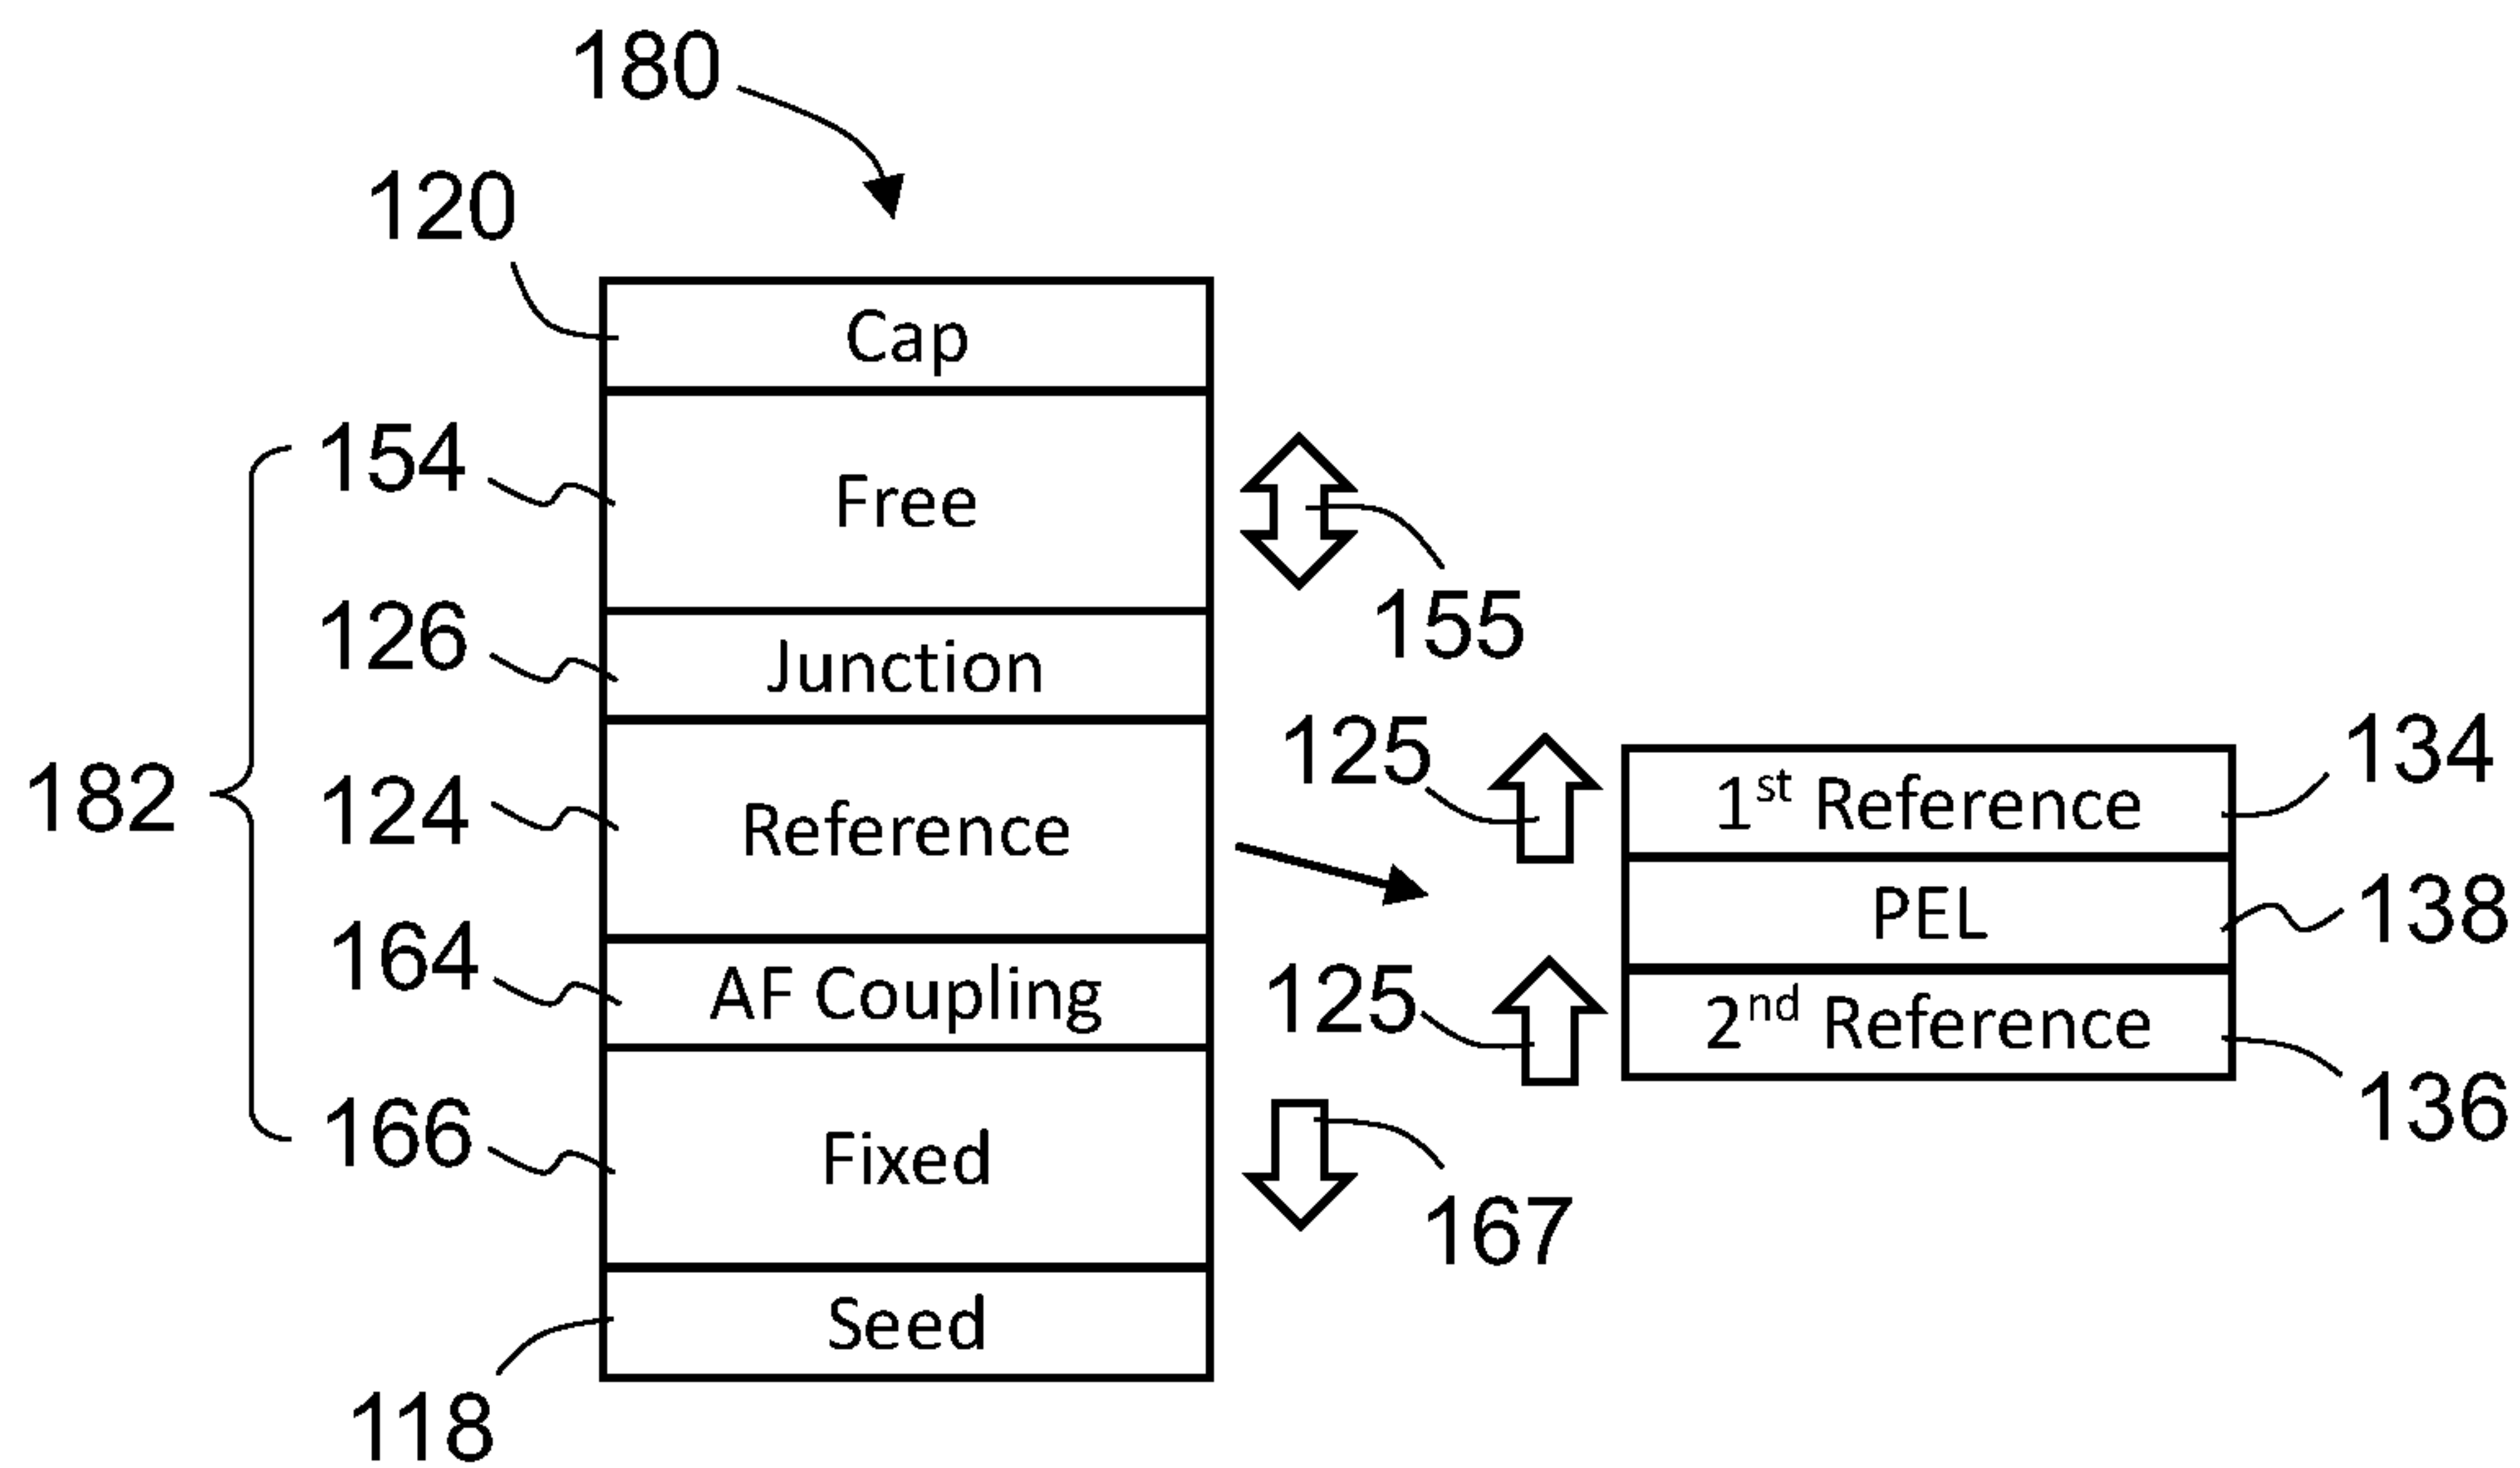 180
120
Cap
154
Free
155
126
Junction
182
124
Reference
125
1st Reference
134
PEL
138
164
AF Coupling
125
2nd Reference
136
166
Fixed
167
Seed
118